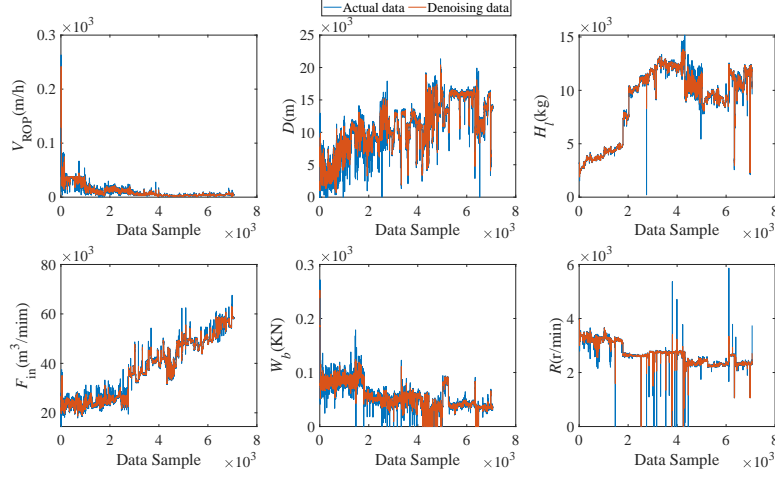 Actual data Denoising data
×10³
0.3
0.2
0.1
0
V_ROP(m/h)
0 2 4 6 8
Data Sample
×10³
×10³
25
20
15
10
5
0
D(m)
0 2 4 6 8
Data Sample
×10³
×10³
15
10
5
0
H_l(kg)
0 2 4 6 8
Data Sample
×10³
×10³
80
60
40
20
F_in(m³/mim)
0 2 4 6 8
Data Sample
×10³
×10³
0.3
0.2
0.1
0
W_b(KN)
0 2 4 6 8
Data Sample
×10³
×10³
6
4
2
0
R(r/min)
0 2 4 6 8
Data Sample
×10³